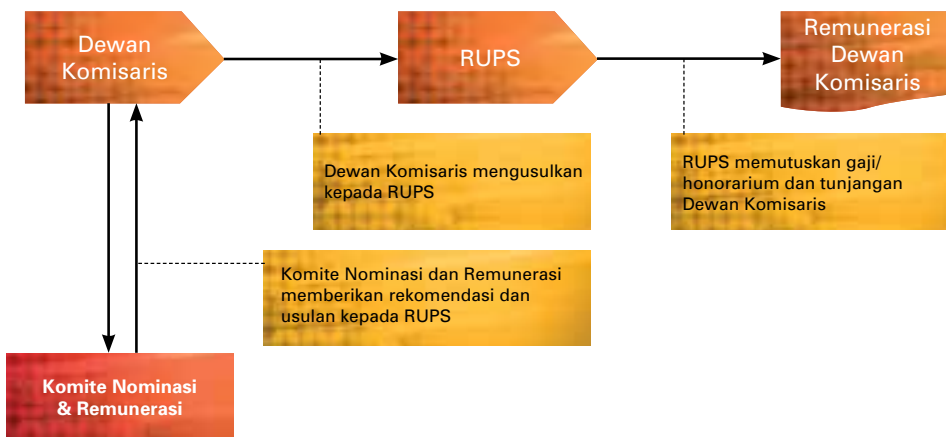 Dewan
Komisaris
RUPS
Remunerasi
Dewan
Komisaris
Dewan Komisaris mengusulkan
kepada RUPS
RUPS memutuskan gaji/
honorarium dan tunjangan
Dewan Komisaris
Komite Nominasi dan Remunerasi
memberikan rekomendasi dan
usulan kepada RUPS
Komite Nominasi
& Remunerasi